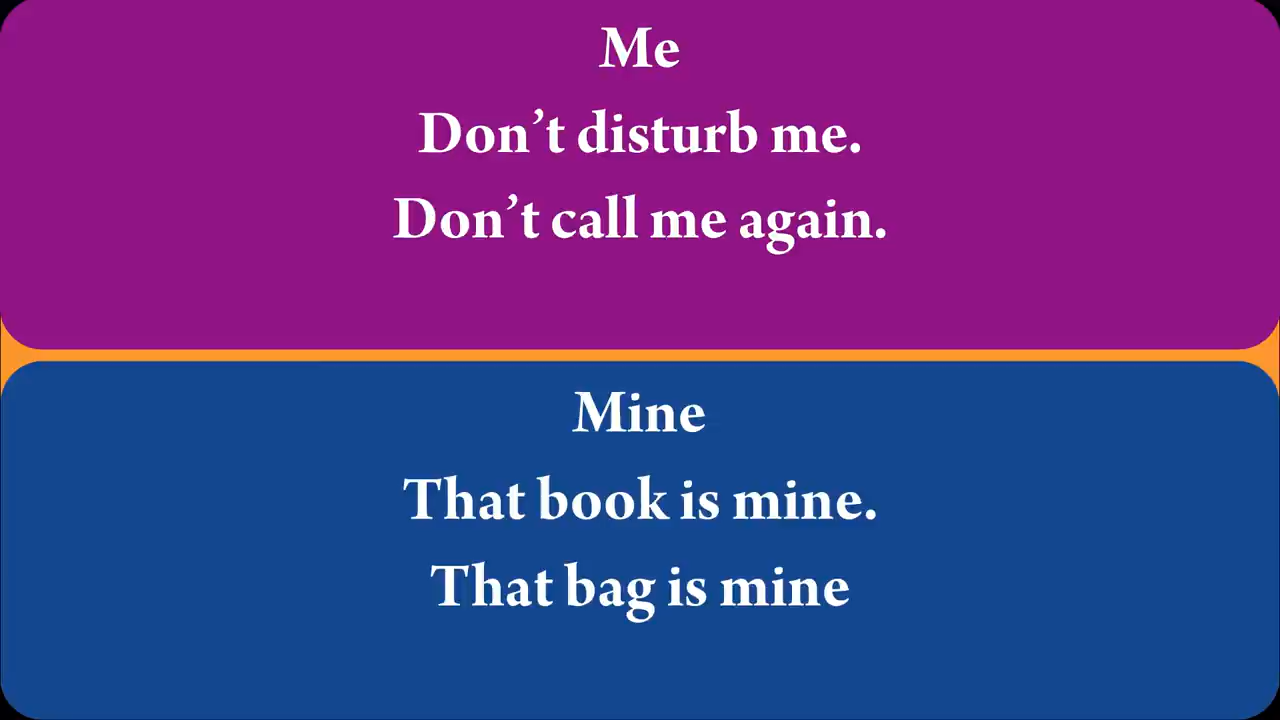 Me
Don’t disturb me.
Don’t call me again.
Mine
That book is mine.
That bag is mine